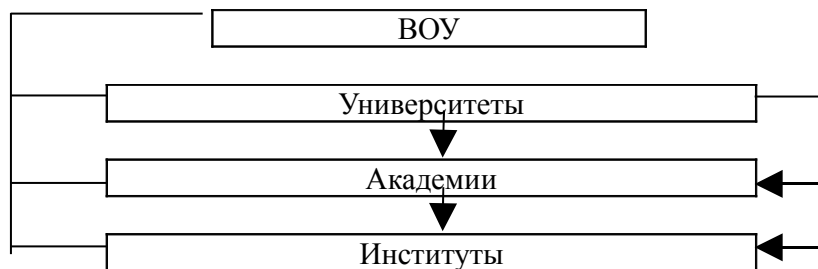 ВОУ
Университеты
Академии
Институты